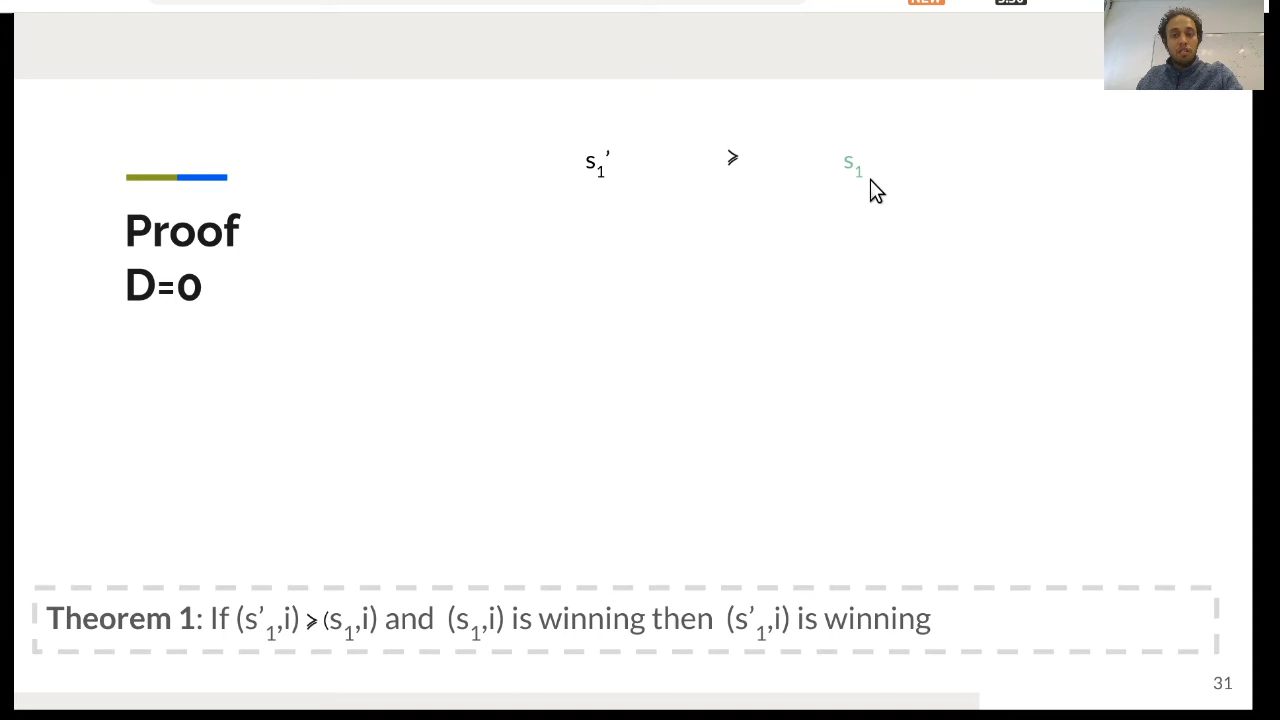 s₁’ ⩾ s₁
Proof
D=0
Theorem 1: If (s’₁,i) ⩾ (s₁,i) and (s₁,i) is winning then (s’₁,i) is winning
31